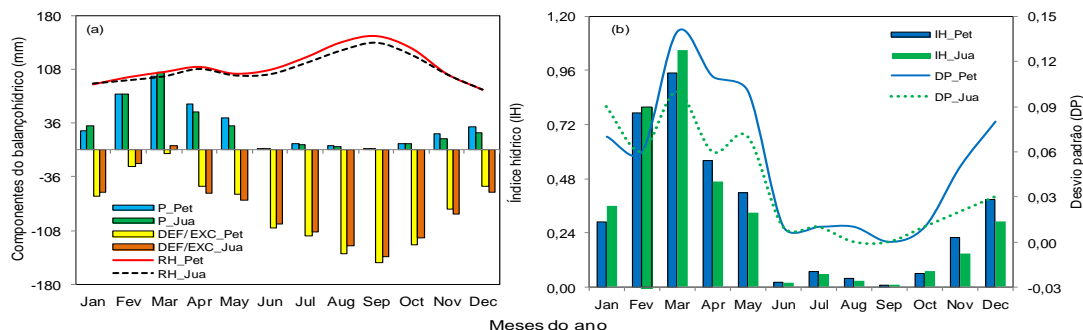 Componentes do balançohídrico (mm)
180
108
36
-36
-108
-180
(a)
P_Pet
P_Jua
DEF/EXC_Pet
DEF/EXC_Jua
RH_Pet
RH_Jua
Jan Fev Mar Apr May Jun Jul Aug Sep Oct Nov Dec
Índice hídrico (IH)
1,20
0,96
0,72
0,48
0,24
0,00
(b)
IH_Pet
IH_Jua
DP_Pet
DP_Jua
0,15
0,12
0,09
0,06
0,03
0,00
-0,03
Desvio padrão (DP)
Jan Fev Mar Apr May Jun Jul Aug Sep Oct Nov Dec
Meses do ano